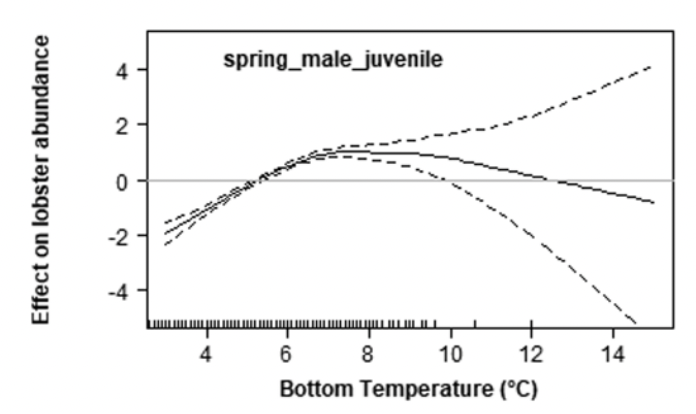 spring_male_juvenile
Effect on lobster abundance
4
2
0
-2
-4
4 6 8 10 12 14
Bottom Temperature (°C)